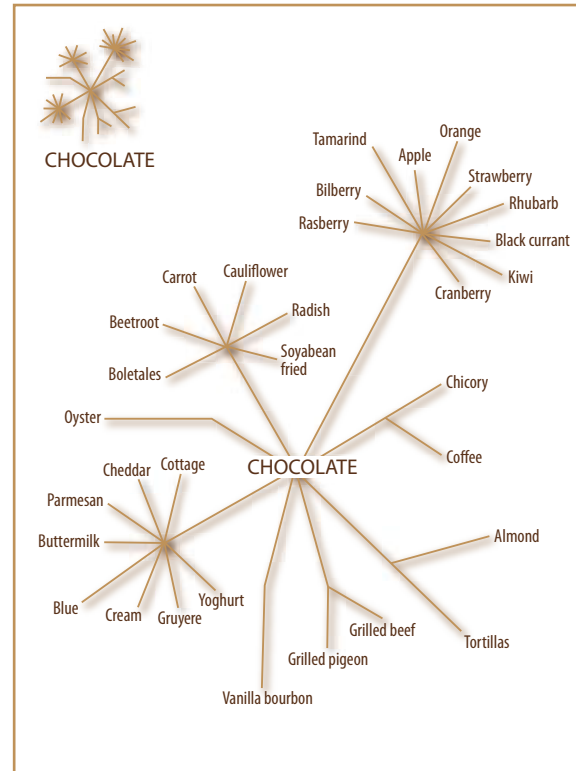 CHOCOLATE
Orange
Tamarind
Apple
Strawberry
Bilberry
Rhubarb
Rasberry
Black currant
Kiwi
Cranberry
Cauliflower
Carrot
Radish
Beetroot
Soyabean
fried
Boletales
Chicory
Oyster
Coffee
CHOCOLATE
Cottage
Cheddar
Parmesan
Buttermilk
Almond
Blue
Cream
Gruyere
Yoghurt
Grilled beef
Tortillas
Grilled pigeon
Vanilla bourbon